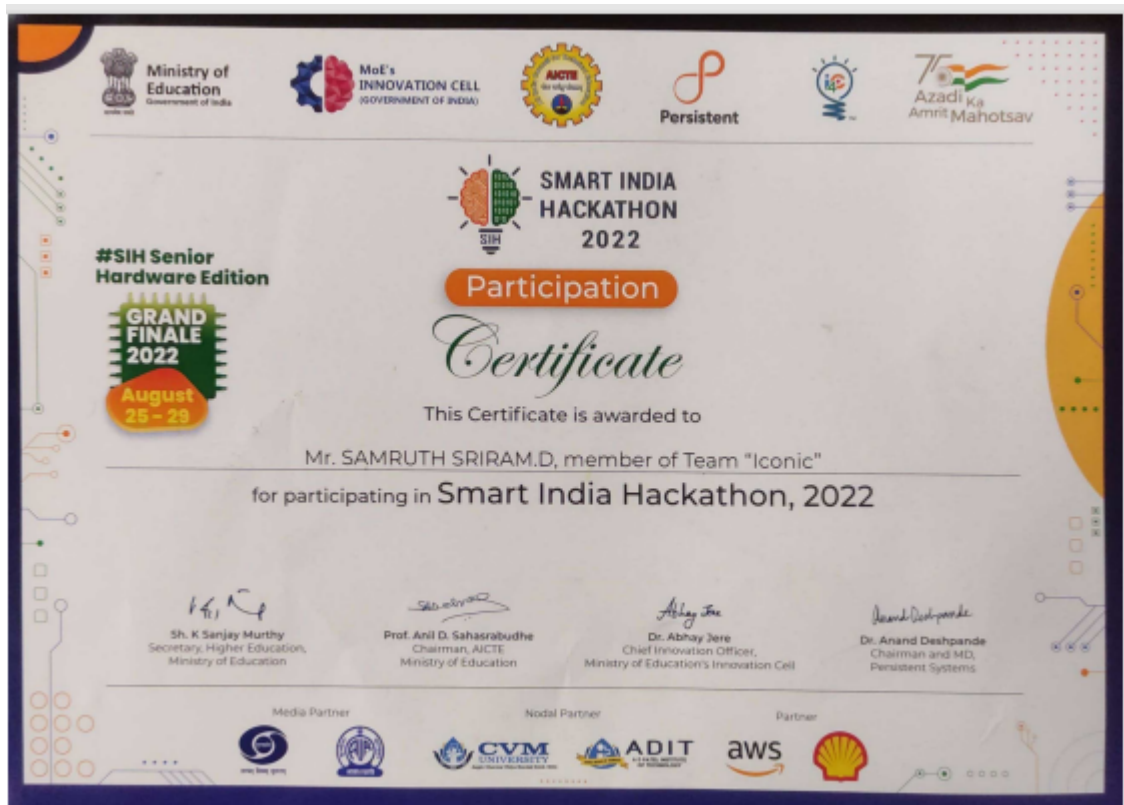 Ministry of
Education
Government of India
MoE's
INNOVATION CELL
(GOVERNMENT OF INDIA)
AICTE
Persistent
75
Azadi Ka
Amrit Mahotsav
SMART INDIA
HACKATHON
2022
SIH
#SIH Senior
Hardware Edition
GRAND
FINALE
2022
August
25 – 29
Participation
Certificate
This Certificate is awarded to
Mr. SAMRUTH SRIRAM.D, member of Team "Iconic"
for participating in Smart India Hackathon, 2022
Abhay Jere
Anand Deshpande
Sh. K Sanjay Murthy
Secretary, Higher Education,
Ministry of Education
Prof. Anil D. Sahasrabudhe
Chairman, AICTE
Ministry of Education
Dr. Abhay Jere
Chief Innovation Officer,
Ministry of Education's Innovation Cell
Dr. Anand Deshpande
Chairman and MD,
Persistent Systems
Media Partner
Nodal Partner
Partner
CVM
UNIVERSITY
ADIT
aws